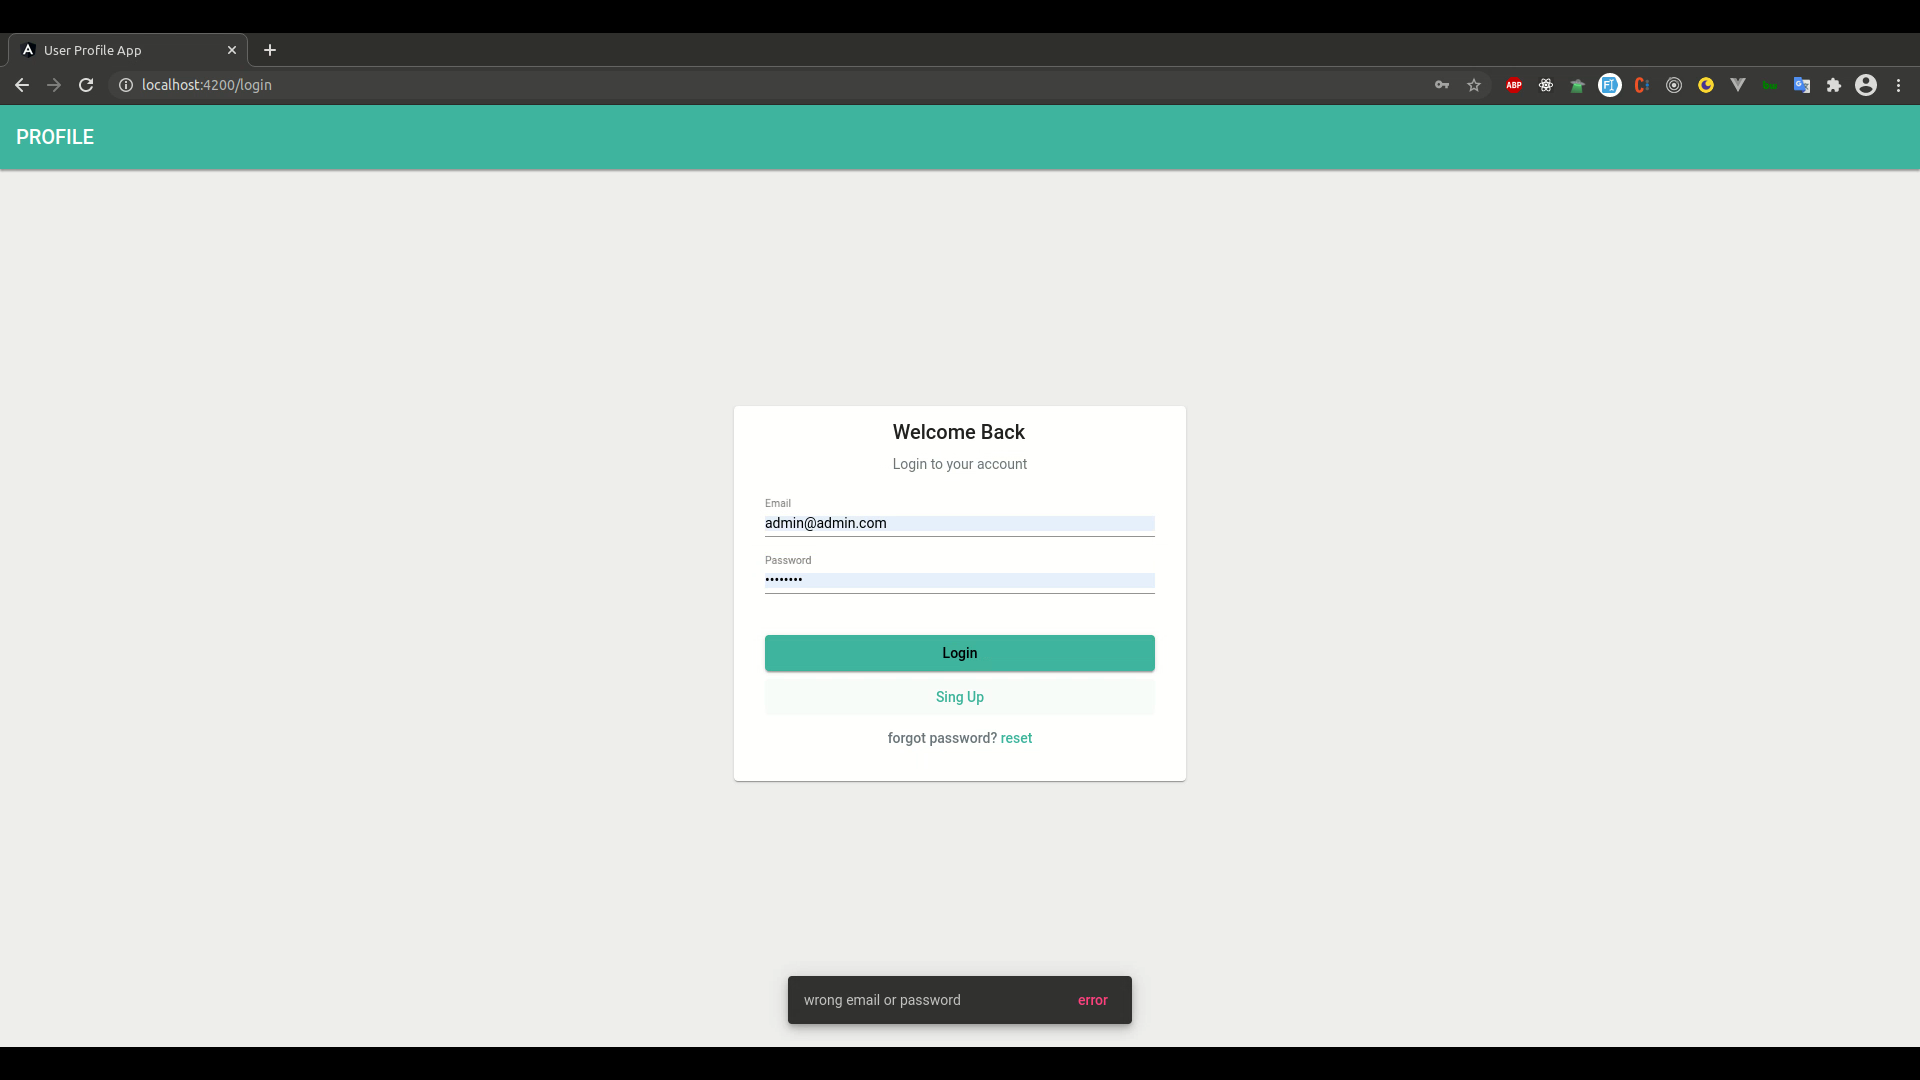 User Profile App
localhost:4200/login
ABP
PROFILE
Welcome Back
Login to your account
Email
admin@admin.com
Password
••••••••
Login
Sing Up
forgot password? reset
wrong email or password error